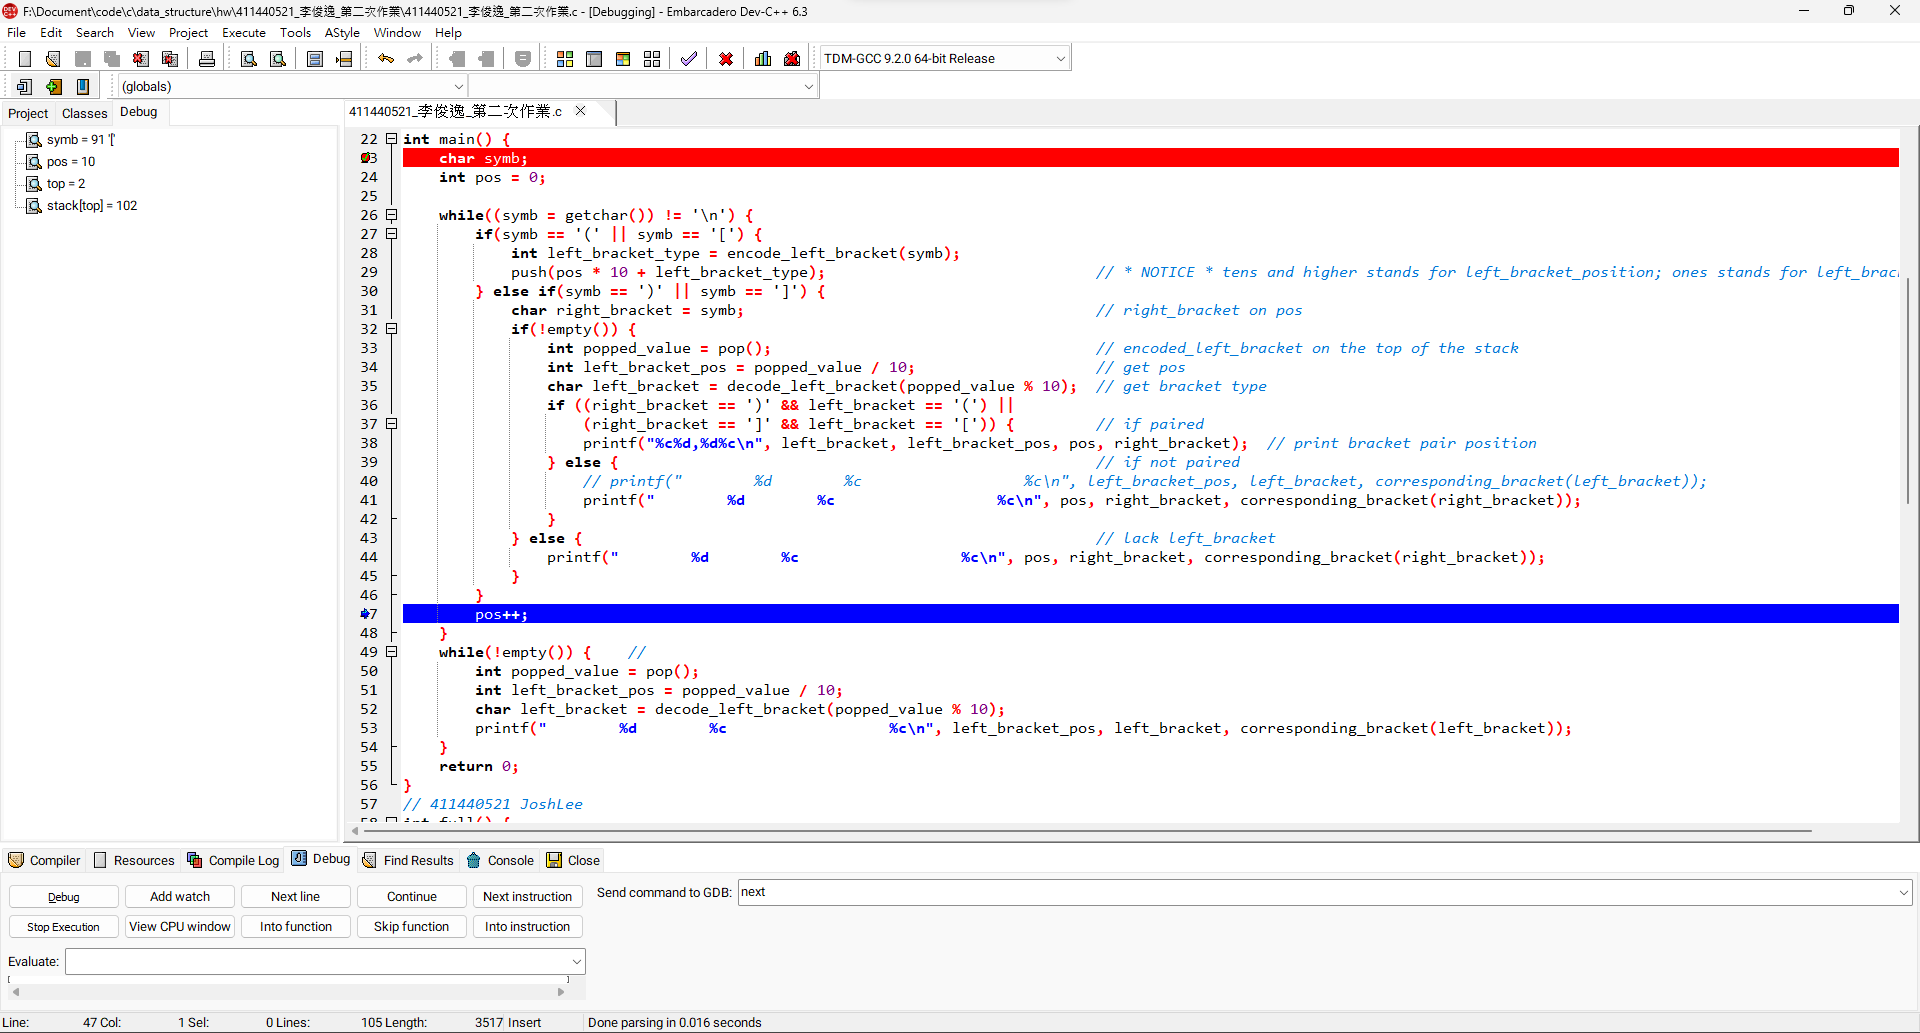 F:\Document\code\c\data_structure\hw\411440521_李俊逸_第二次作業\411440521_李俊逸_第二次作業.c - [Debugging] - Embarcadero Dev-C++ 6.3
File Edit Search View Project Execute Tools AStyle Window Help
TDM-GCC 9.2.0 64-bit Release
(globals)
Project Classes Debug
411440521_李俊逸_第二次作業.c
symb = 91 '['
pos = 10
top = 2
stack[top] = 102
22 int main() {
23 char symb;
24 int pos = 0;
25
26 while((symb = getchar()) != '\n') {
27 if(symb == '(' || symb == '[') {
28 int left_bracket_type = encode_left_bracket(symb);
29 push(pos * 10 + left_bracket_type); // * NOTICE * tens and higher stands for left_bracket_position; ones stands for left_brac
30 } else if(symb == ')' || symb == ']') {
31 char right_bracket = symb; // right_bracket on pos
32 if(!empty()) {
33 int popped_value = pop(); // encoded_left_bracket on the top of the stack
34 int left_bracket_pos = popped_value / 10; // get pos
35 char left_bracket = decode_left_bracket(popped_value % 10); // get bracket type
36 if ((right_bracket == ')' && left_bracket == '(') ||
37 (right_bracket == ']' && left_bracket == '[')) { // if paired
38 printf("%c%d,%d%c\n", left_bracket, left_bracket_pos, pos, right_bracket); // print bracket pair position
39 } else { // if not paired
40 // printf(" %d %c %c\n", left_bracket_pos, left_bracket, corresponding_bracket(left_bracket));
41 printf(" %d %c %c\n", pos, right_bracket, corresponding_bracket(right_bracket));
42 }
43 } else { // lack left_bracket
44 printf(" %d %c %c\n", pos, right_bracket, corresponding_bracket(right_bracket));
45 }
46 }
47 pos++;
48 }
49 while(!empty()) { //
50 int popped_value = pop();
51 int left_bracket_pos = popped_value / 10;
52 char left_bracket = decode_left_bracket(popped_value % 10);
53 printf(" %d %c %c\n", left_bracket_pos, left_bracket, corresponding_bracket(left_bracket));
54 }
55 return 0;
56 }
57 // 411440521 JoshLee
58 int full() {
Compiler Resources Compile Log Debug Find Results Console Close
Debug Add watch Next line Continue Next instruction Send command to GDB: next
Stop Execution View CPU window Into function Skip function Into instruction
Evaluate:
Line: 47 Col: 1 Sel: 0 Lines: 105 Length: 3517 Insert Done parsing in 0.016 seconds